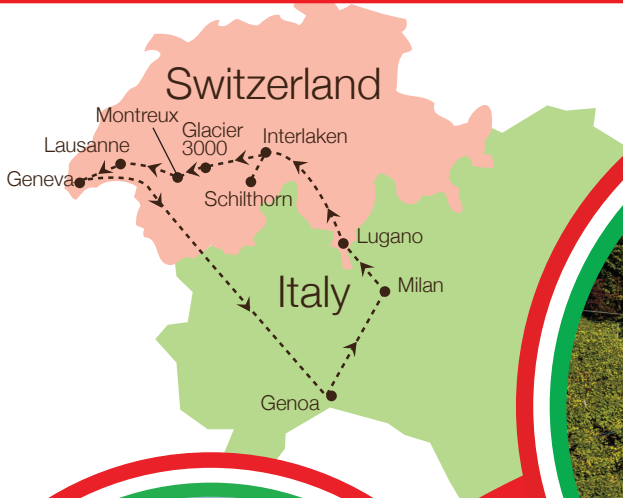 Switzerland
Montreux
Glacier
3000
Interlaken
Lausanne
Geneva
Schilthorn
Lugano
Italy
Milan
Genoa